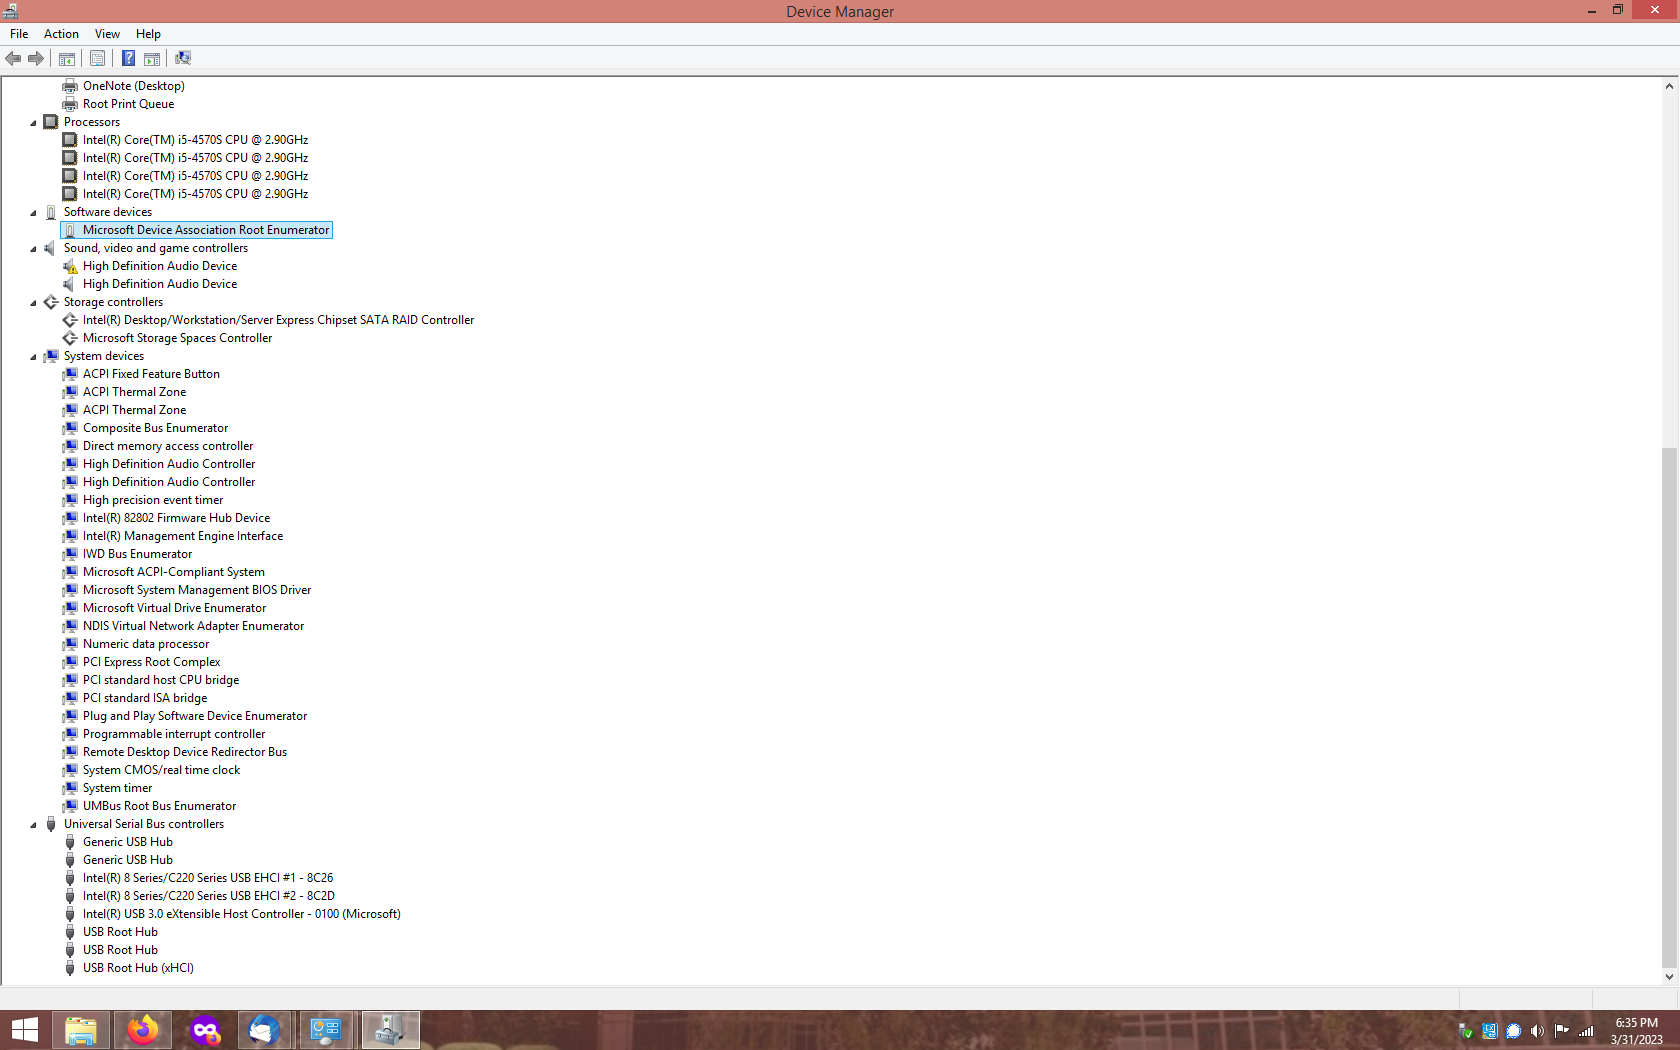 Device Manager
File Action View Help
OneNote (Desktop)
Root Print Queue
Processors
Intel(R) Core(TM) i5-4570S CPU @ 2.90GHz
Intel(R) Core(TM) i5-4570S CPU @ 2.90GHz
Intel(R) Core(TM) i5-4570S CPU @ 2.90GHz
Intel(R) Core(TM) i5-4570S CPU @ 2.90GHz
Software devices
Microsoft Device Association Root Enumerator
Sound, video and game controllers
High Definition Audio Device
High Definition Audio Device
Storage controllers
Intel(R) Desktop/Workstation/Server Express Chipset SATA RAID Controller
Microsoft Storage Spaces Controller
System devices
ACPI Fixed Feature Button
ACPI Thermal Zone
ACPI Thermal Zone
Composite Bus Enumerator
Direct memory access controller
High Definition Audio Controller
High Definition Audio Controller
High precision event timer
Intel(R) 82802 Firmware Hub Device
Intel(R) Management Engine Interface
IWD Bus Enumerator
Microsoft ACPI-Compliant System
Microsoft System Management BIOS Driver
Microsoft Virtual Drive Enumerator
NDIS Virtual Network Adapter Enumerator
Numeric data processor
PCI Express Root Complex
PCI standard host CPU bridge
PCI standard ISA bridge
Plug and Play Software Device Enumerator
Programmable interrupt controller
Remote Desktop Device Redirector Bus
System CMOS/real time clock
System timer
UMBus Root Bus Enumerator
Universal Serial Bus controllers
Generic USB Hub
Generic USB Hub
Intel(R) 8 Series/C220 Series USB EHCI #1 - 8C26
Intel(R) 8 Series/C220 Series USB EHCI #2 - 8C2D
Intel(R) USB 3.0 eXtensible Host Controller - 0100 (Microsoft)
USB Root Hub
USB Root Hub
USB Root Hub (xHCI)
6:35 PM
3/31/2023